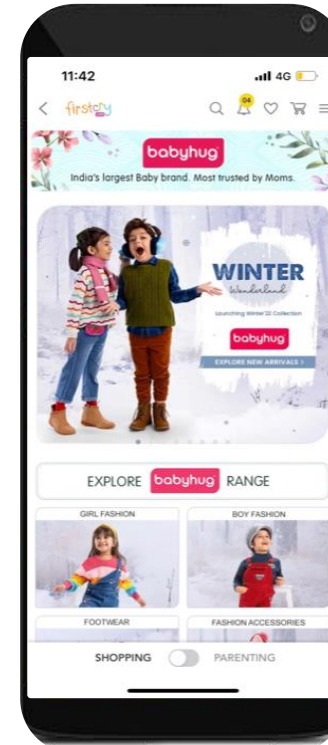 11:42
4G
firstcry
04
babyhug
India's largest Baby brand. Most trusted by Moms.
WINTER
Wonderland
Launching Winter'22 Collection
babyhug
EXPLORE NEW ARRIVALS >
EXPLORE babyhug RANGE
GIRL FASHION
BOY FASHION
FOOTWEAR
FASHION ACCESSORIES
SHOPPING
PARENTING